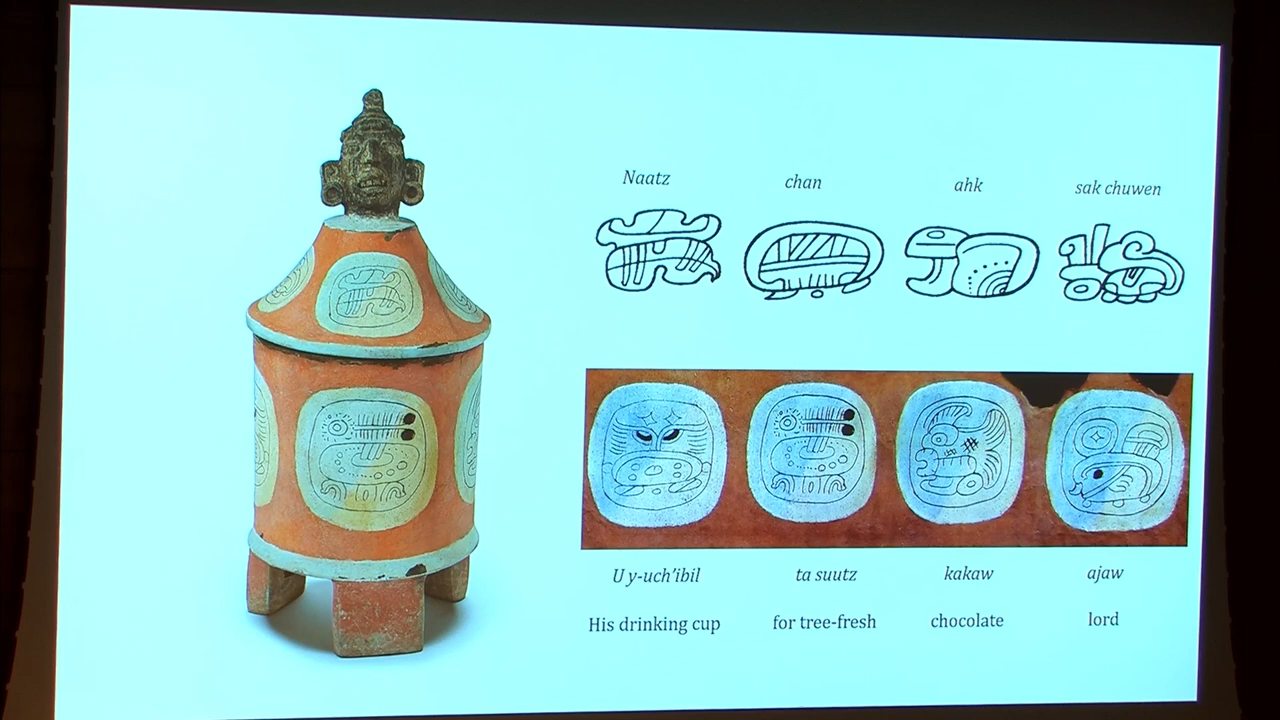 Naatz chan ahk sak chuwen
U y-uch'ibil ta suutz kakaw ajaw
His drinking cup for tree-fresh chocolate lord